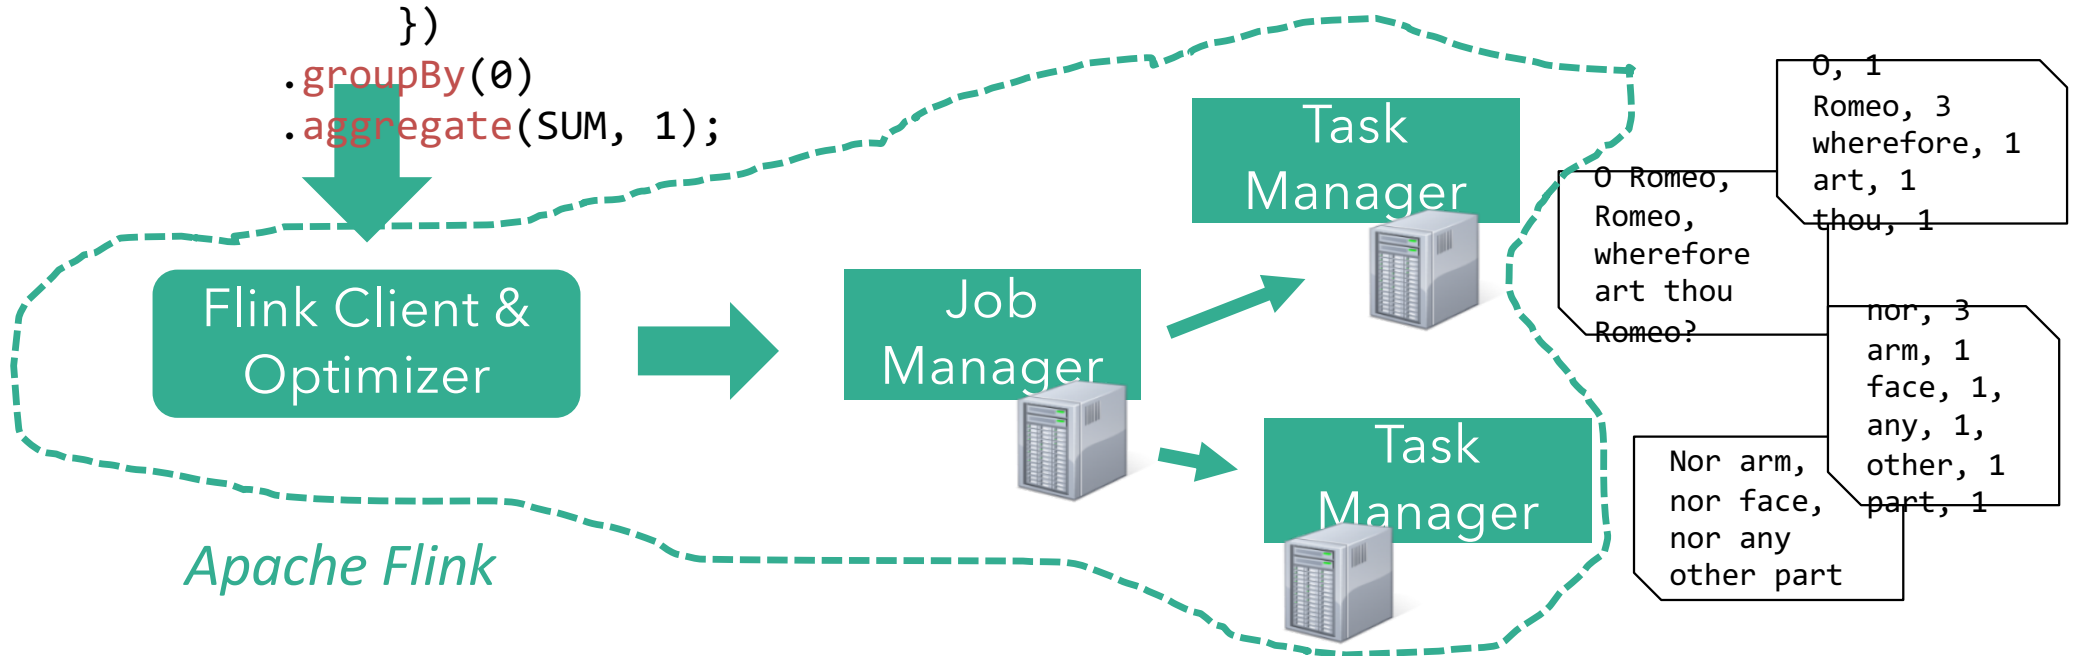 })
.groupBy(0)
.aggregate(SUM, 1);
Flink Client &
Optimizer
Job
Manager
Task
Manager
Task
Manager
Apache Flink
O Romeo,
Romeo,
wherefore
art thou
Romeo?
O, 1
Romeo, 3
wherefore, 1
art, 1
thou, 1
Nor arm,
nor face,
nor any
other part
nor, 3
arm, 1
face, 1,
any, 1,
other, 1
part, 1